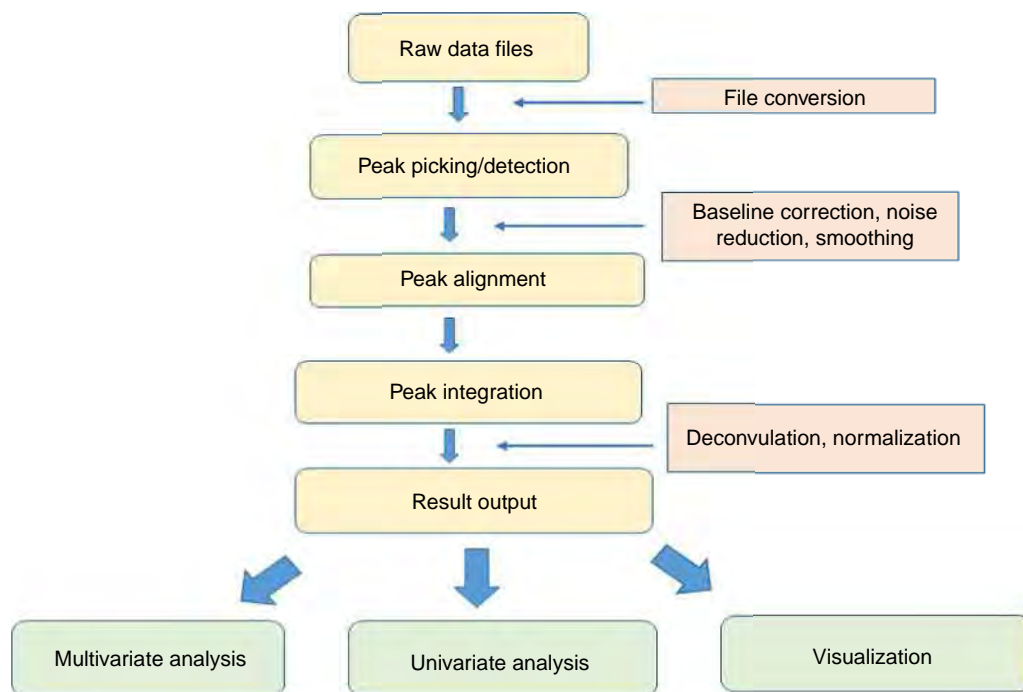 Raw data files
File conversion
Peak picking/detection
Baseline correction, noise
reduction, smoothing
Peak alignment
Peak integration
Deconvulation, normalization
Result output
Multivariate analysis
Univariate analysis
Visualization